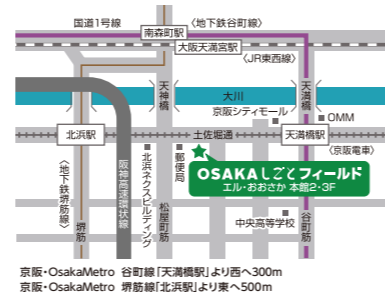 国道1号線
南森町駅
〈地下鉄谷町線〉
大阪天満宮駅
〈JR東西線〉
天神橋
天満橋
大川
京阪シティモール
OMM
北浜駅
土佐堀通
天満橋駅
〈京阪電車〉
〈地下鉄堺筋線〉
堺筋
阪神高速環状線
北浜ネクスビルディング
松屋町筋
郵便局
OSAKAしごとフィールド
エル・おおさか 本館2・3F
中央高等学校
谷町筋
京阪・OsakaMetro 谷町線「天満橋駅」より西へ300m
京阪・OsakaMetro 堺筋線「北浜駅」より東へ500m